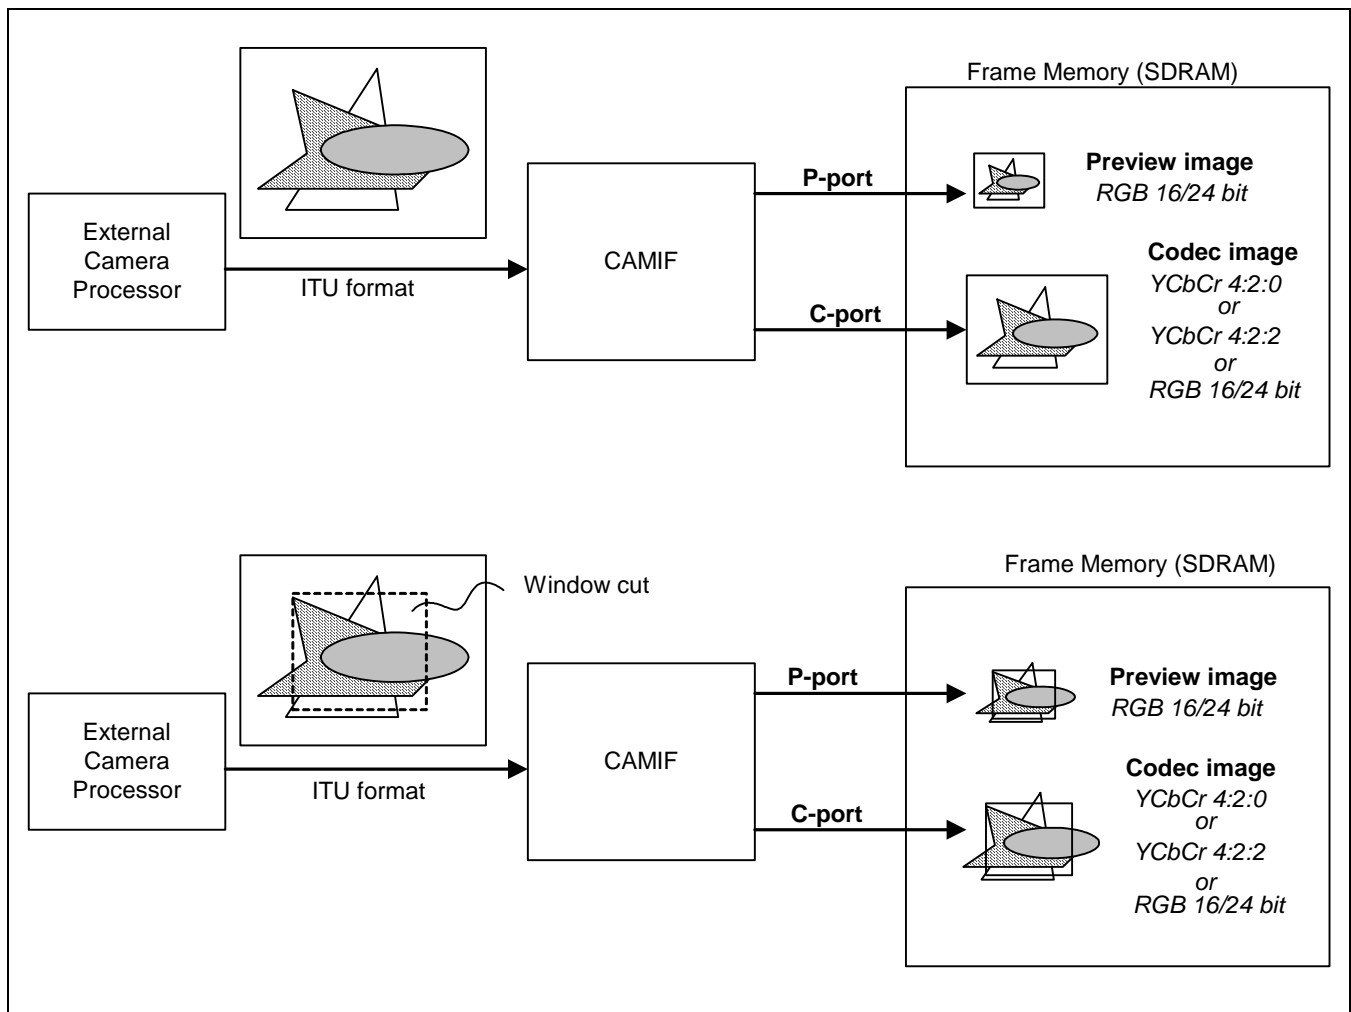 Frame Memory (SDRAM)
External
Camera
Processor
ITU format
CAMIF
P-port
C-port
Preview image
RGB 16/24 bit
Codec image
YCbCr 4:2:0
or
YCbCr 4:2:2
or
RGB 16/24 bit
Frame Memory (SDRAM)
Window cut
External
Camera
Processor
ITU format
CAMIF
P-port
C-port
Preview image
RGB 16/24 bit
Codec image
YCbCr 4:2:0
or
YCbCr 4:2:2
or
RGB 16/24 bit